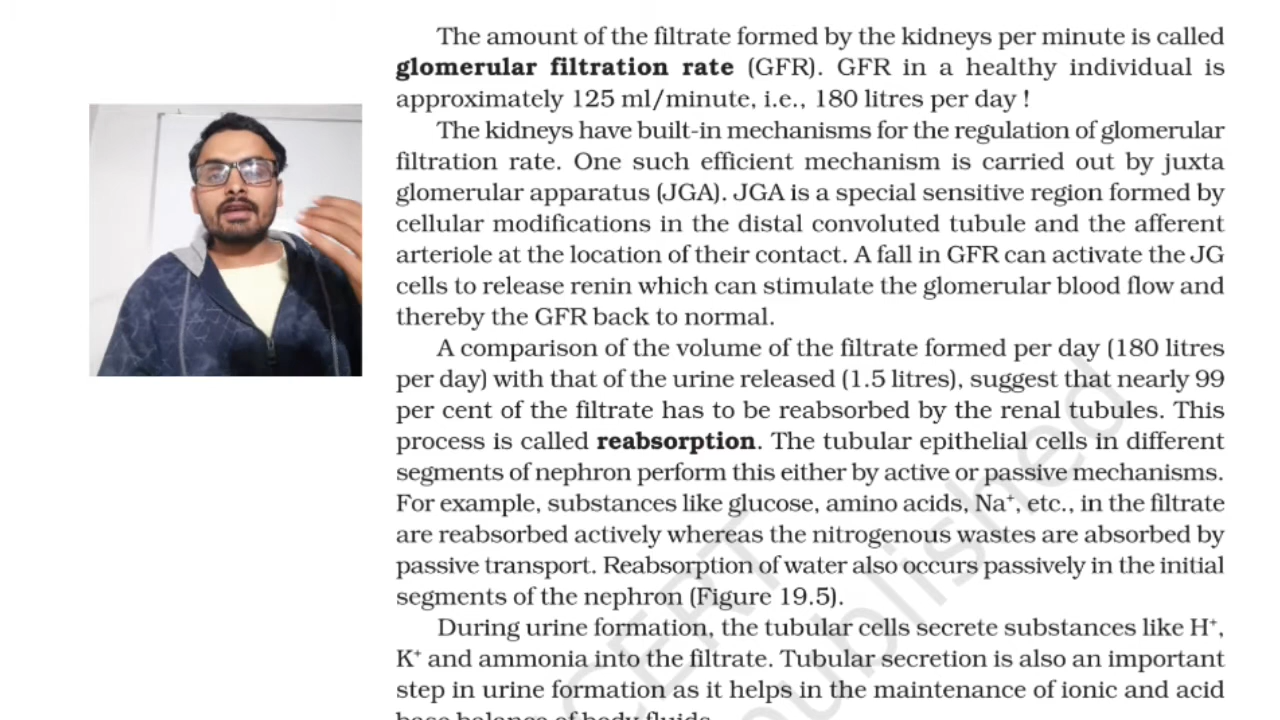 The amount of the filtrate formed by the kidneys per minute is called
glomerular filtration rate (GFR). GFR in a healthy individual is
approximately 125 ml/minute, i.e., 180 litres per day !
The kidneys have built-in mechanisms for the regulation of glomerular
filtration rate. One such efficient mechanism is carried out by juxta
glomerular apparatus (JGA). JGA is a special sensitive region formed by
cellular modifications in the distal convoluted tubule and the afferent
arteriole at the location of their contact. A fall in GFR can activate the JG
cells to release renin which can stimulate the glomerular blood flow and
thereby the GFR back to normal.
A comparison of the volume of the filtrate formed per day (180 litres
per day) with that of the urine released (1.5 litres), suggest that nearly 99
per cent of the filtrate has to be reabsorbed by the renal tubules. This
process is called reabsorption. The tubular epithelial cells in different
segments of nephron perform this either by active or passive mechanisms.
For example, substances like glucose, amino acids, Na⁺, etc., in the filtrate
are reabsorbed actively whereas the nitrogenous wastes are absorbed by
passive transport. Reabsorption of water also occurs passively in the initial
segments of the nephron (Figure 19.5).
During urine formation, the tubular cells secrete substances like H⁺,
K⁺ and ammonia into the filtrate. Tubular secretion is also an important
step in urine formation as it helps in the maintenance of ionic and acid
base balance of body fluids.